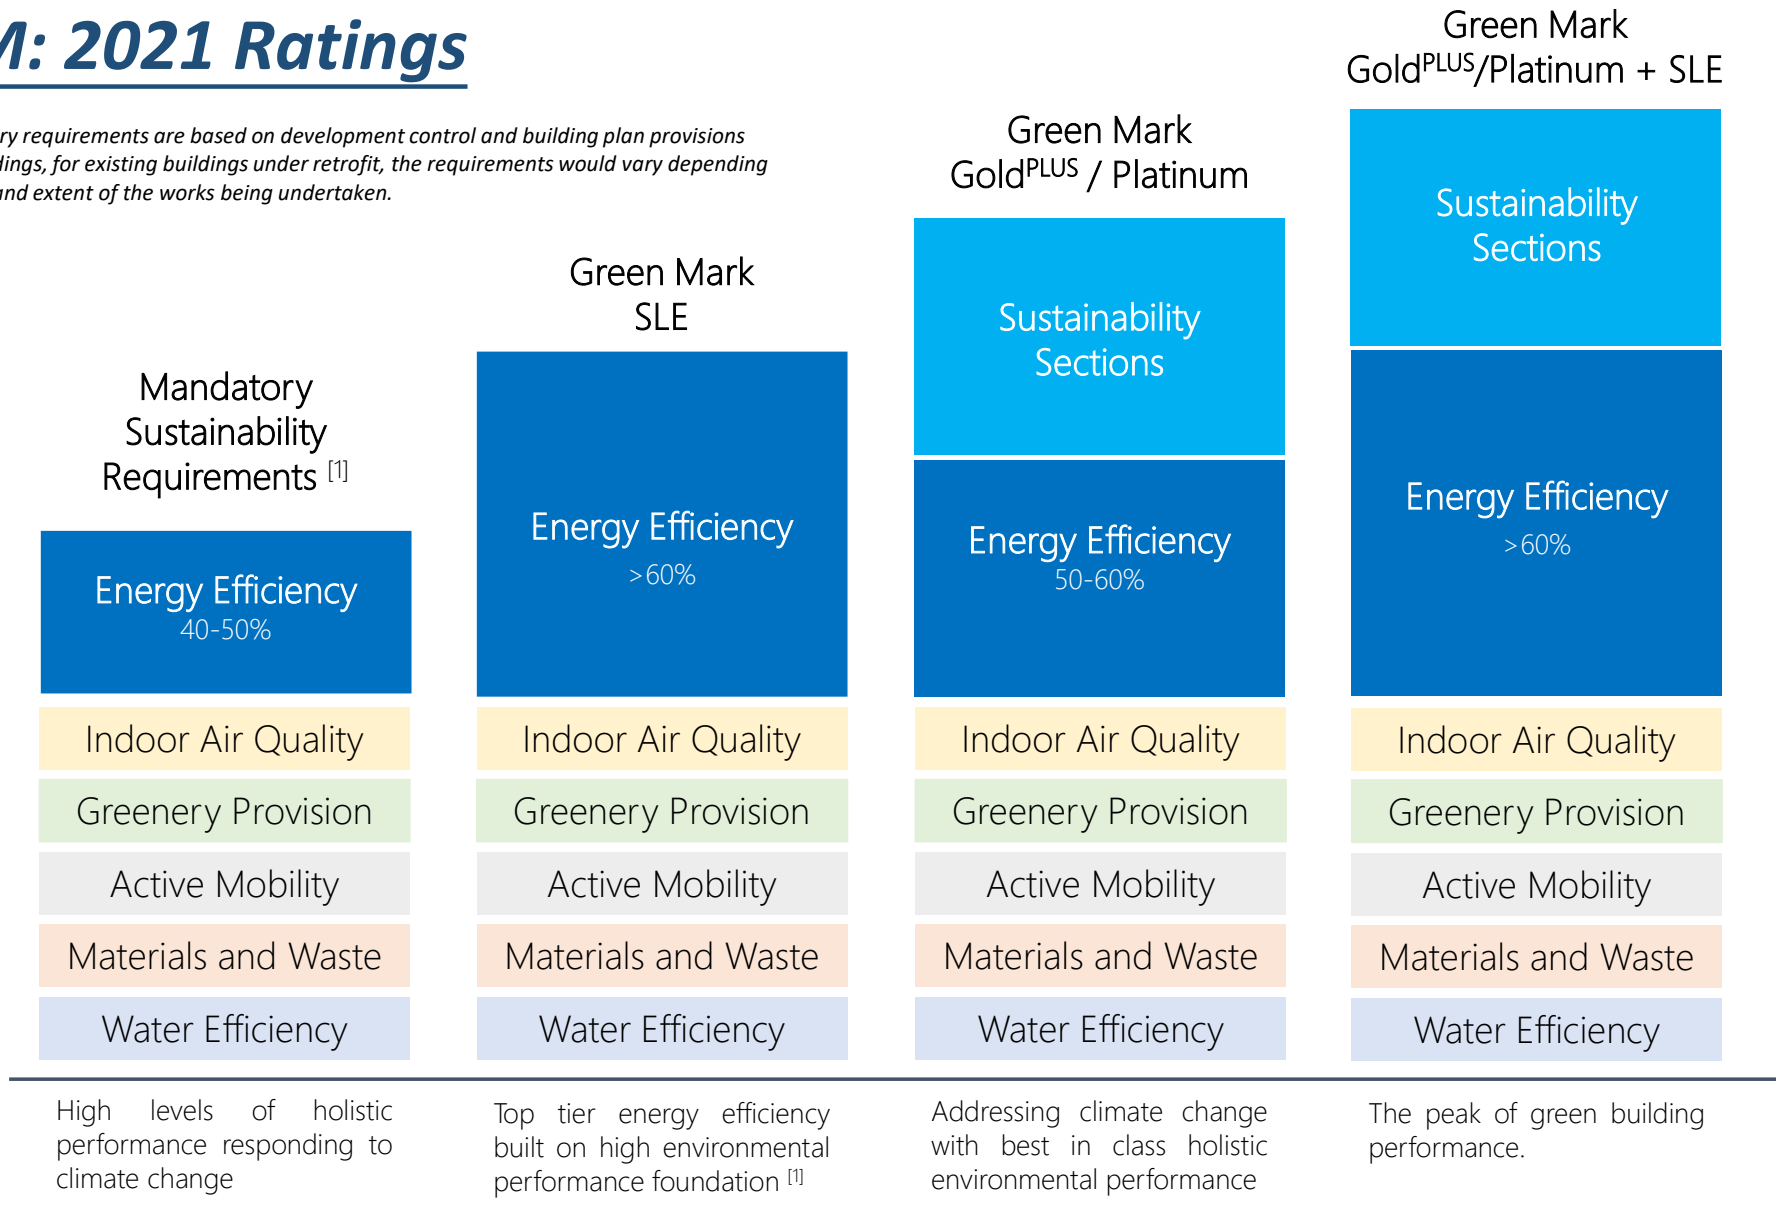 M: 2021 Ratings
ry requirements are based on development control and building plan provisions
dings, for existing buildings under retrofit, the requirements would vary depending
and extent of the works being undertaken.
Mandatory
Sustainability
Requirements [1]
Energy Efficiency
40-50%
Indoor Air Quality
Greenery Provision
Active Mobility
Materials and Waste
Water Efficiency
High levels of holistic
performance responding to
climate change
Green Mark
SLE
Energy Efficiency
>60%
Indoor Air Quality
Greenery Provision
Active Mobility
Materials and Waste
Water Efficiency
Top tier energy efficiency
built on high environmental
performance foundation [1]
Green Mark
GoldPLUS / Platinum
Sustainability
Sections
Energy Efficiency
50-60%
Indoor Air Quality
Greenery Provision
Active Mobility
Materials and Waste
Water Efficiency
Addressing climate change
with best in class holistic
environmental performance
Green Mark
GoldPLUS/Platinum + SLE
Sustainability
Sections
Energy Efficiency
>60%
Indoor Air Quality
Greenery Provision
Active Mobility
Materials and Waste
Water Efficiency
The peak of green building
performance.